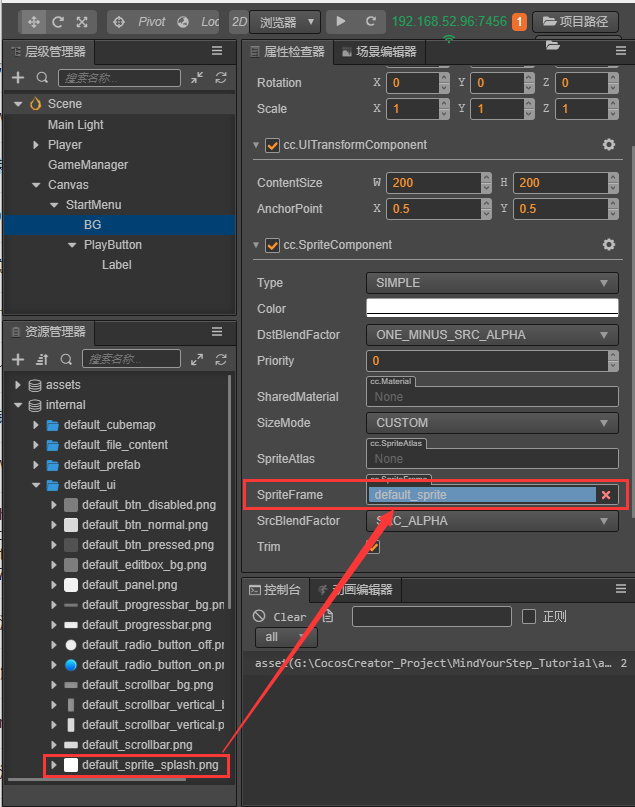 Pivot Loc 2D 浏览器 192.168.52.96:7456 1 项目路径
层级管理器
搜索名称...
Scene
Main Light
Player
GameManager
Canvas
StartMenu
BG
PlayButton
Label
资源管理器
搜索名称...
assets
internal
default_cubemap
default_file_content
default_prefab
default_ui
default_btn_disabled.png
default_btn_normal.png
default_btn_pressed.png
default_editbox_bg.png
default_panel.png
default_progressbar_bg.pn
default_progressbar.png
default_radio_button_off.pr
default_radio_button_on.pr
default_scrollbar_bg.png
default_scrollbar_vertical_b
default_scrollbar_vertical.p
default_scrollbar.png
default_sprite_splash.png
属性检查器 场景编辑器
Rotation X 0 Y 0 Z 0
Scale X 1 Y 1 Z 1
cc.UITransformComponent
ContentSize W 200 H 200
AnchorPoint X 0.5 Y 0.5
cc.SpriteComponent
Type SIMPLE
Color
DstBlendFactor ONE_MINUS_SRC_ALPHA
Priority 0
cc.Material
SharedMaterial None
SizeMode CUSTOM
cc.SpriteAtlas
SpriteAtlas None
cc.SpriteFrame
SpriteFrame default_sprite
SrcBlendFactor SRC_ALPHA
Trim
控制台 动画编辑器
Clear 正则
all
asset(G:\CocosCreator_Project\MindYourStep_Tutorial\a… 2